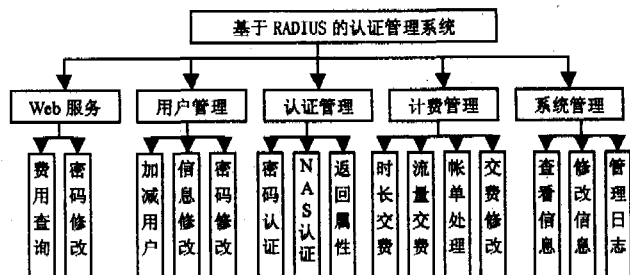 基于 RADIUS 的认证管理系统
Web 服务
用户管理
认证管理
计费管理
系统管理
费用查询
密码修改
加减用户
信息修改
密码修改
密码认证
NAS认证
返回属性
时长交费
流量交费
帐单处理
交费修改
查看信息
修改信息
管理日志